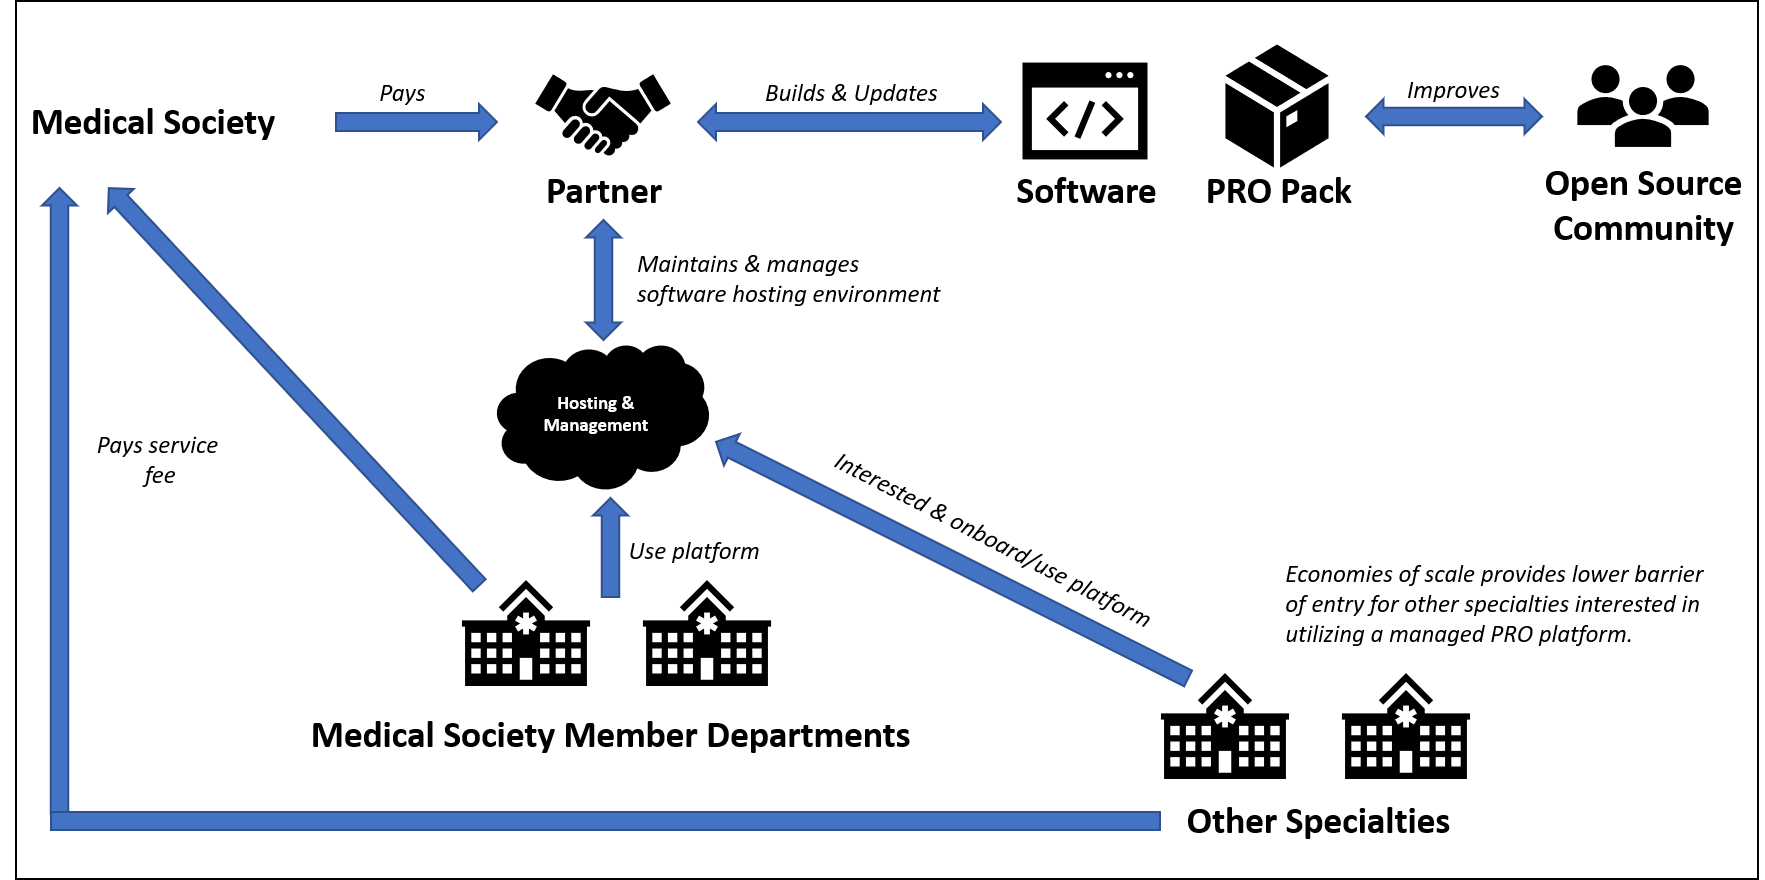 Medical Society
Pays
Partner
Builds & Updates
</>
Software
PRO Pack
Improves
Open Source
Community
Maintains & manages
software hosting environment
Hosting &
Management
Pays service
fee
Use platform
Interested & onboard/use platform
Economies of scale provides lower barrier
of entry for other specialties interested in
utilizing a managed PRO platform.
Medical Society Member Departments
Other Specialties